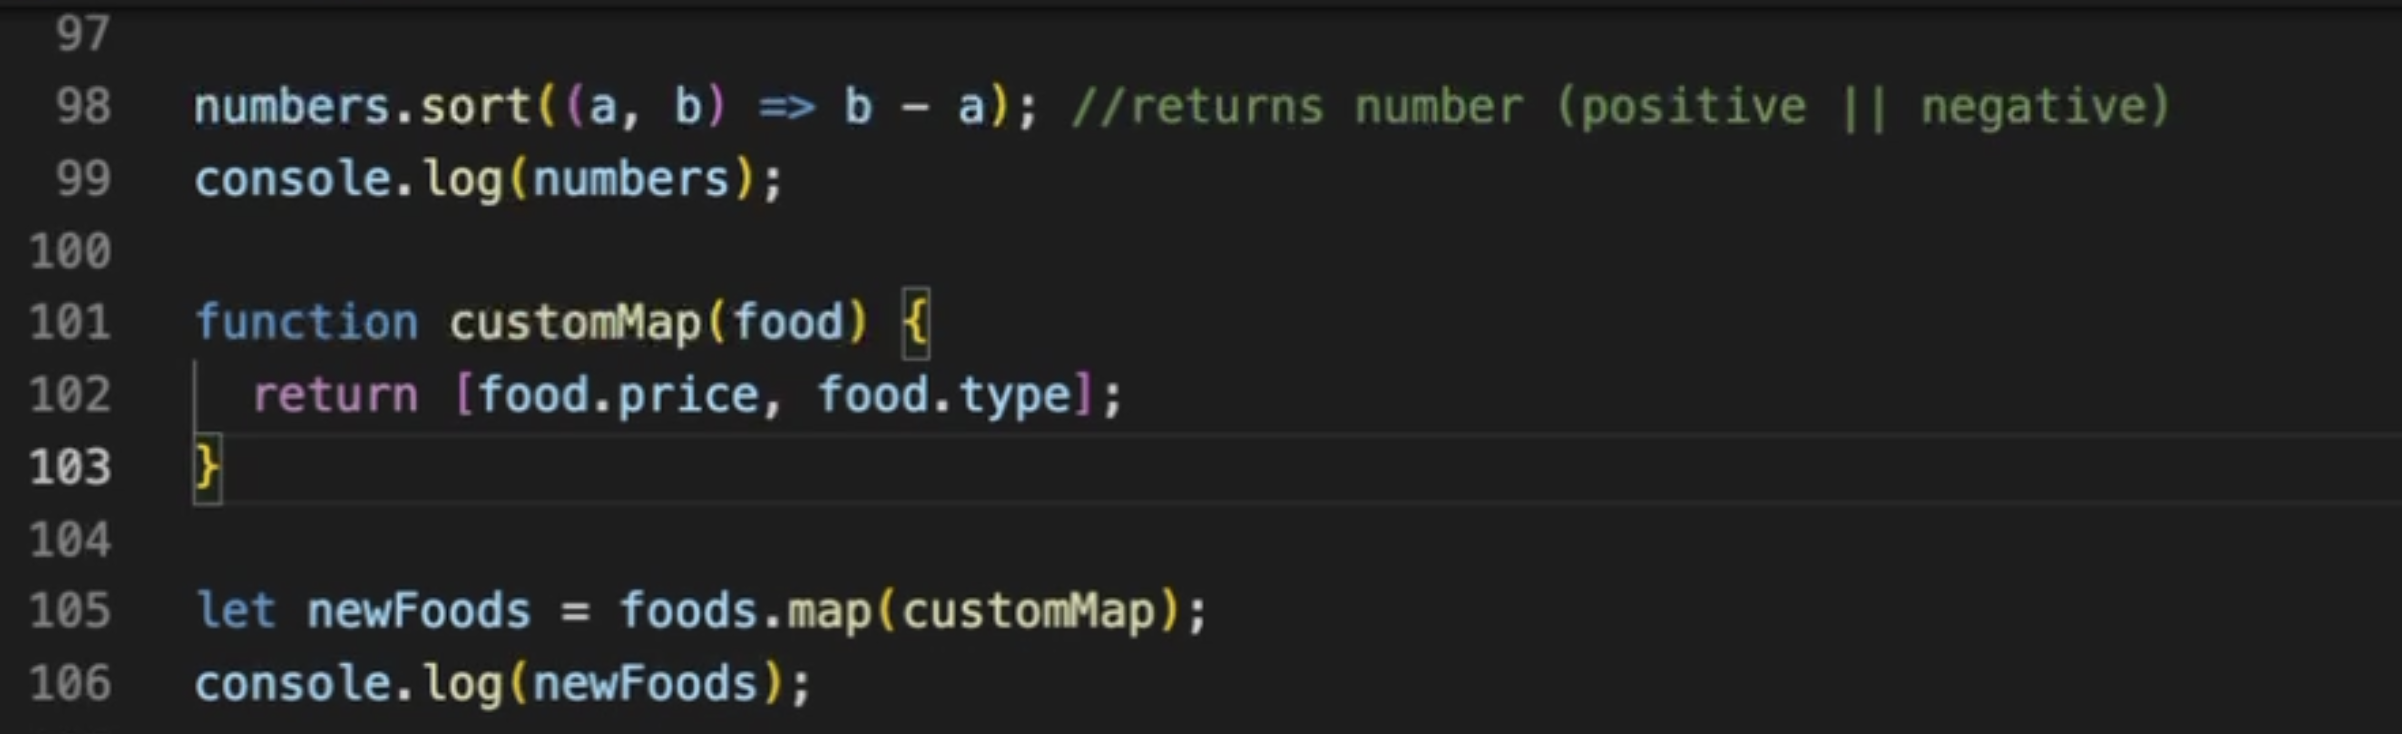 97
98 numbers.sort((a, b) => b - a); //returns number (positive || negative)
99 console.log(numbers);
100
101 function customMap(food) {
102 return [food.price, food.type];
103 }
104
105 let newFoods = foods.map(customMap);
106 console.log(newFoods);